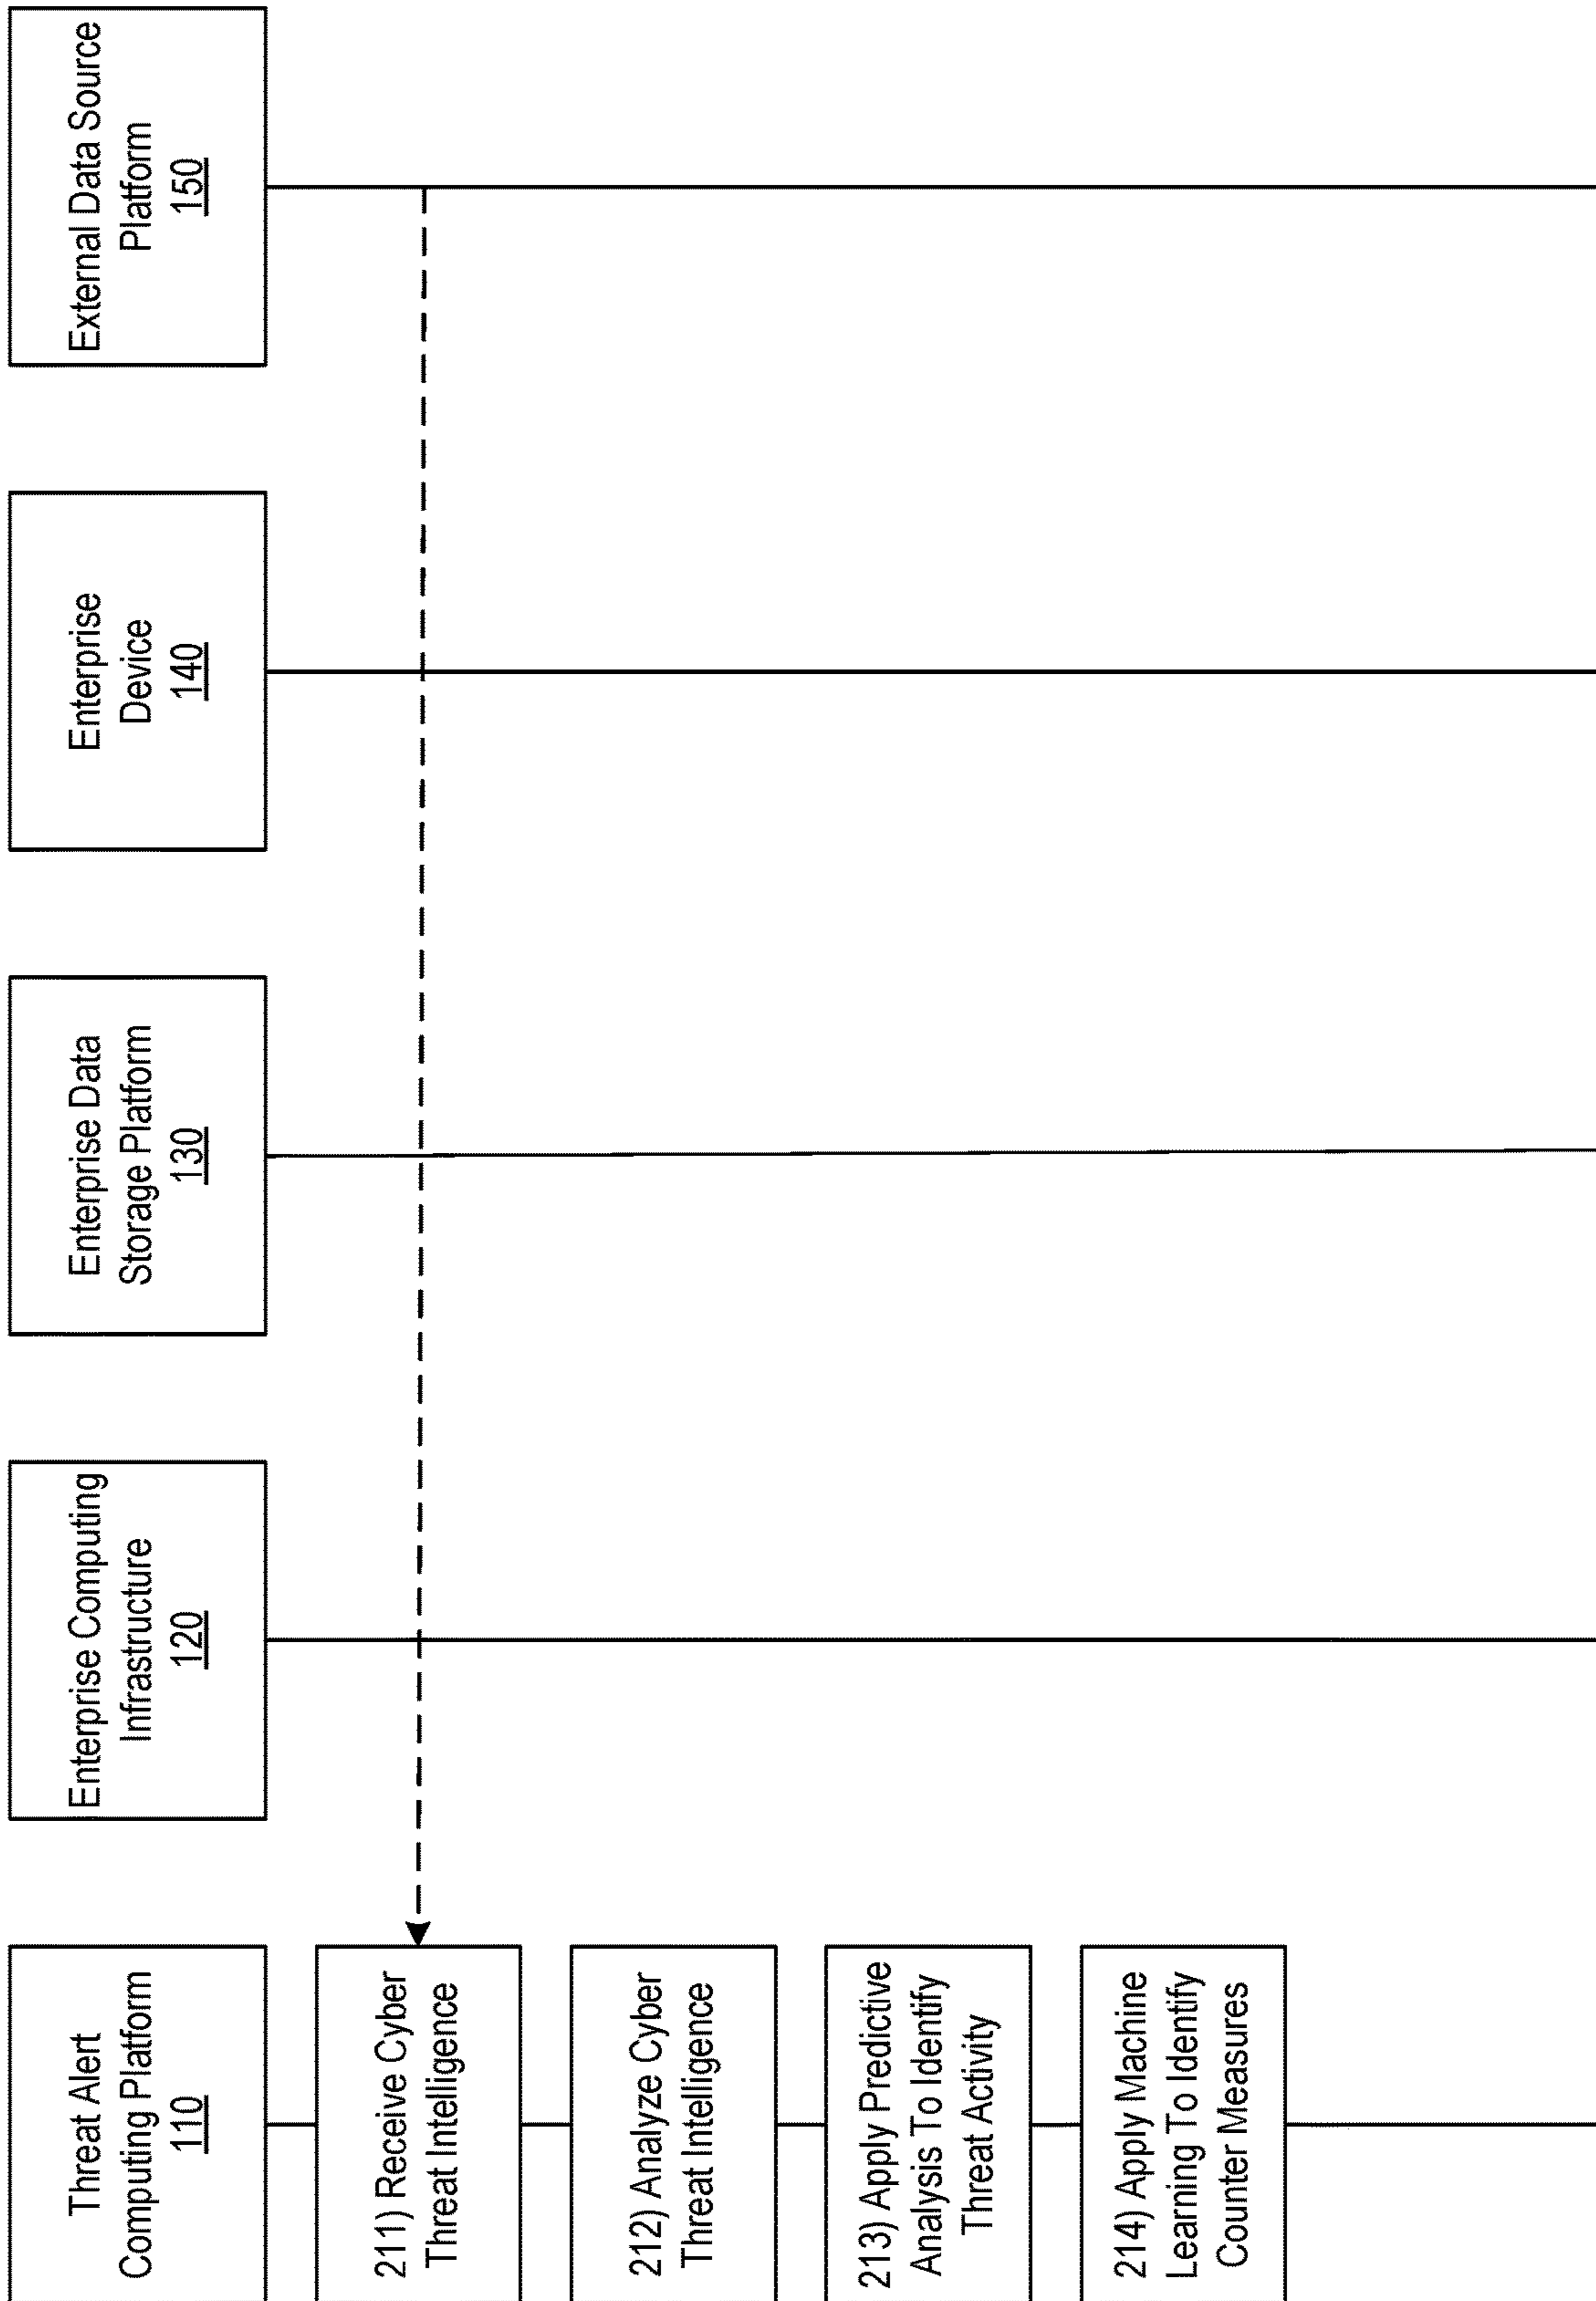 Threat Alert
Computing Platform
110
Enterprise Computing
Infrastructure
120
Enterprise Data
Storage Platform
130
Enterprise
Device
140
External Data Source
Platform
150
211) Receive Cyber
Threat Intelligence
212) Analyze Cyber
Threat Intelligence
213) Apply Predictive
Analysis To Identify
Threat Activity
214) Apply Machine
Learning To Identify
Counter Measures